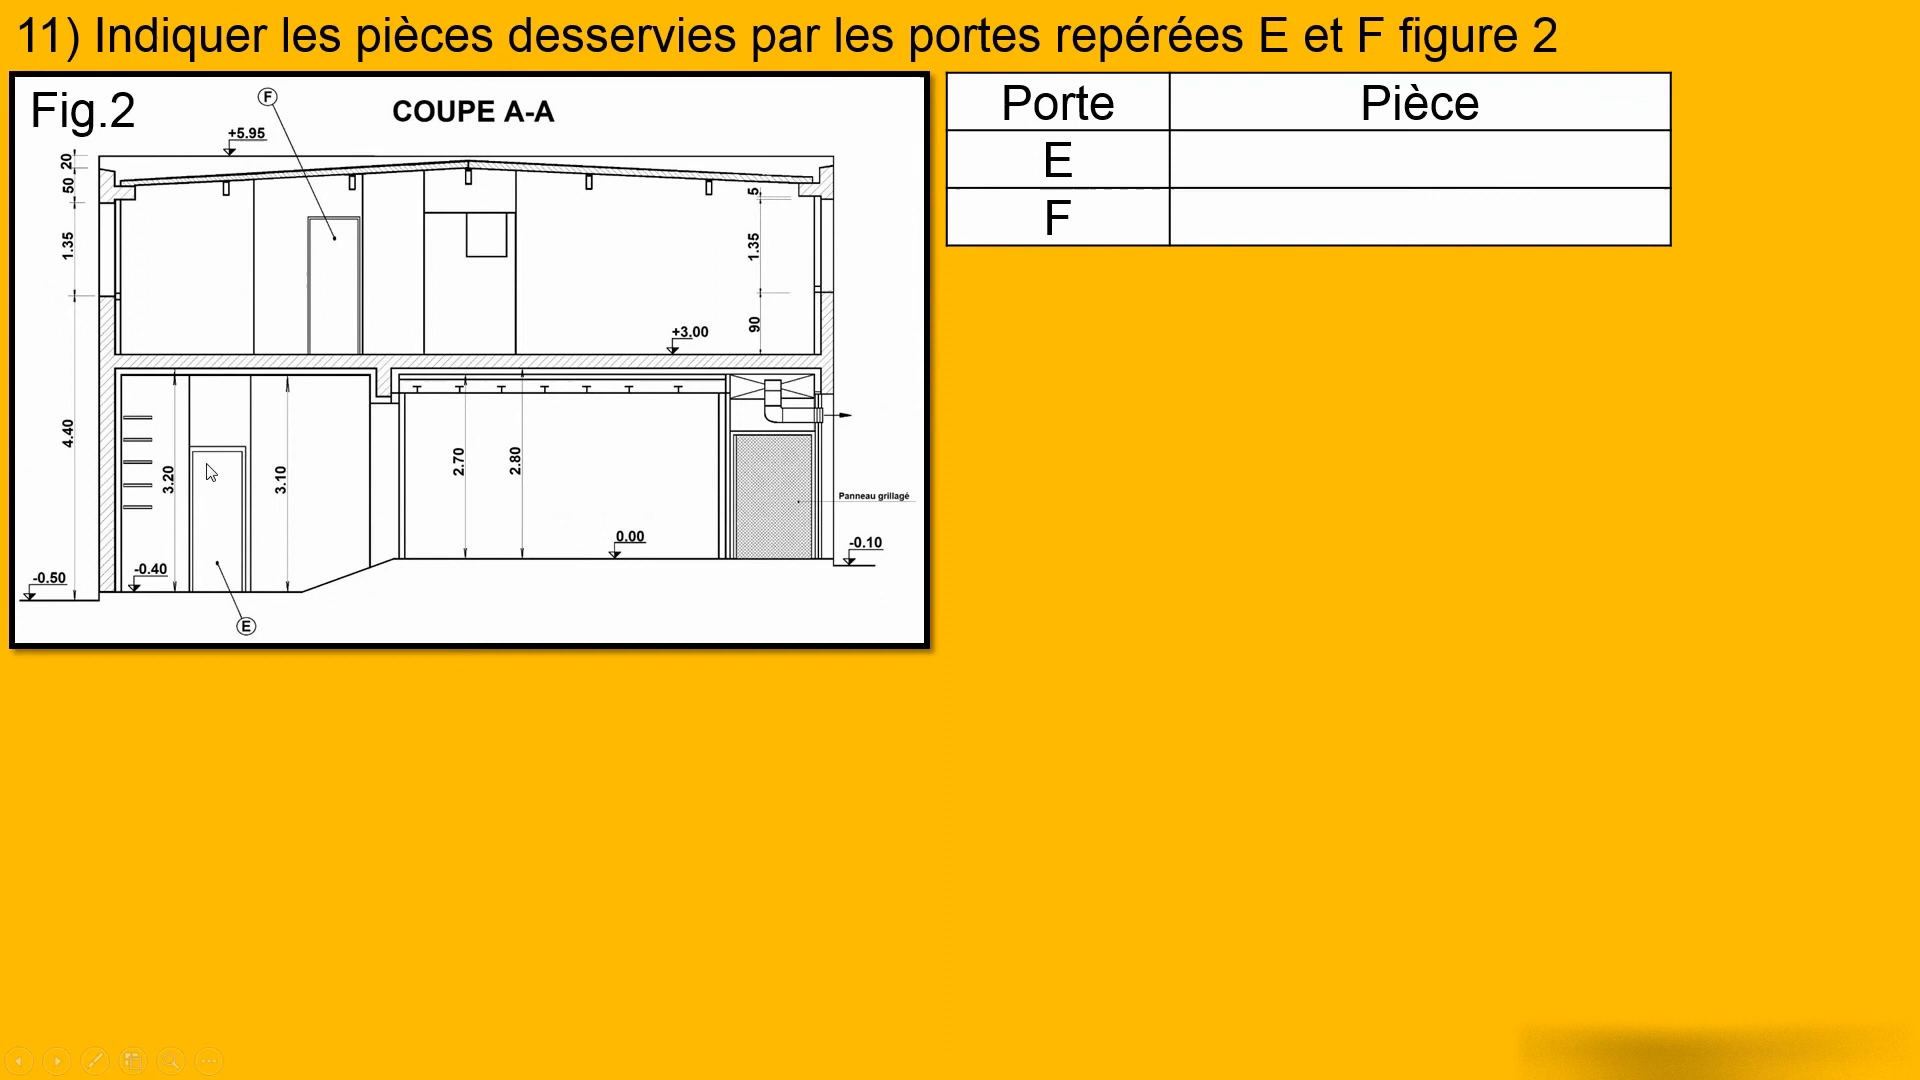 11) Indiquer les pièces desservies par les portes repérées E et F figure 2
Fig.2
F
COUPE A-A
+5.95
20
50
1.35
4.40
5
1.35
90
+3.00
3.20
3.10
2.70
2.80
0.00
Panneau grillagé
-0.10
-0.40
-0.50
E
Porte Pièce
E
F